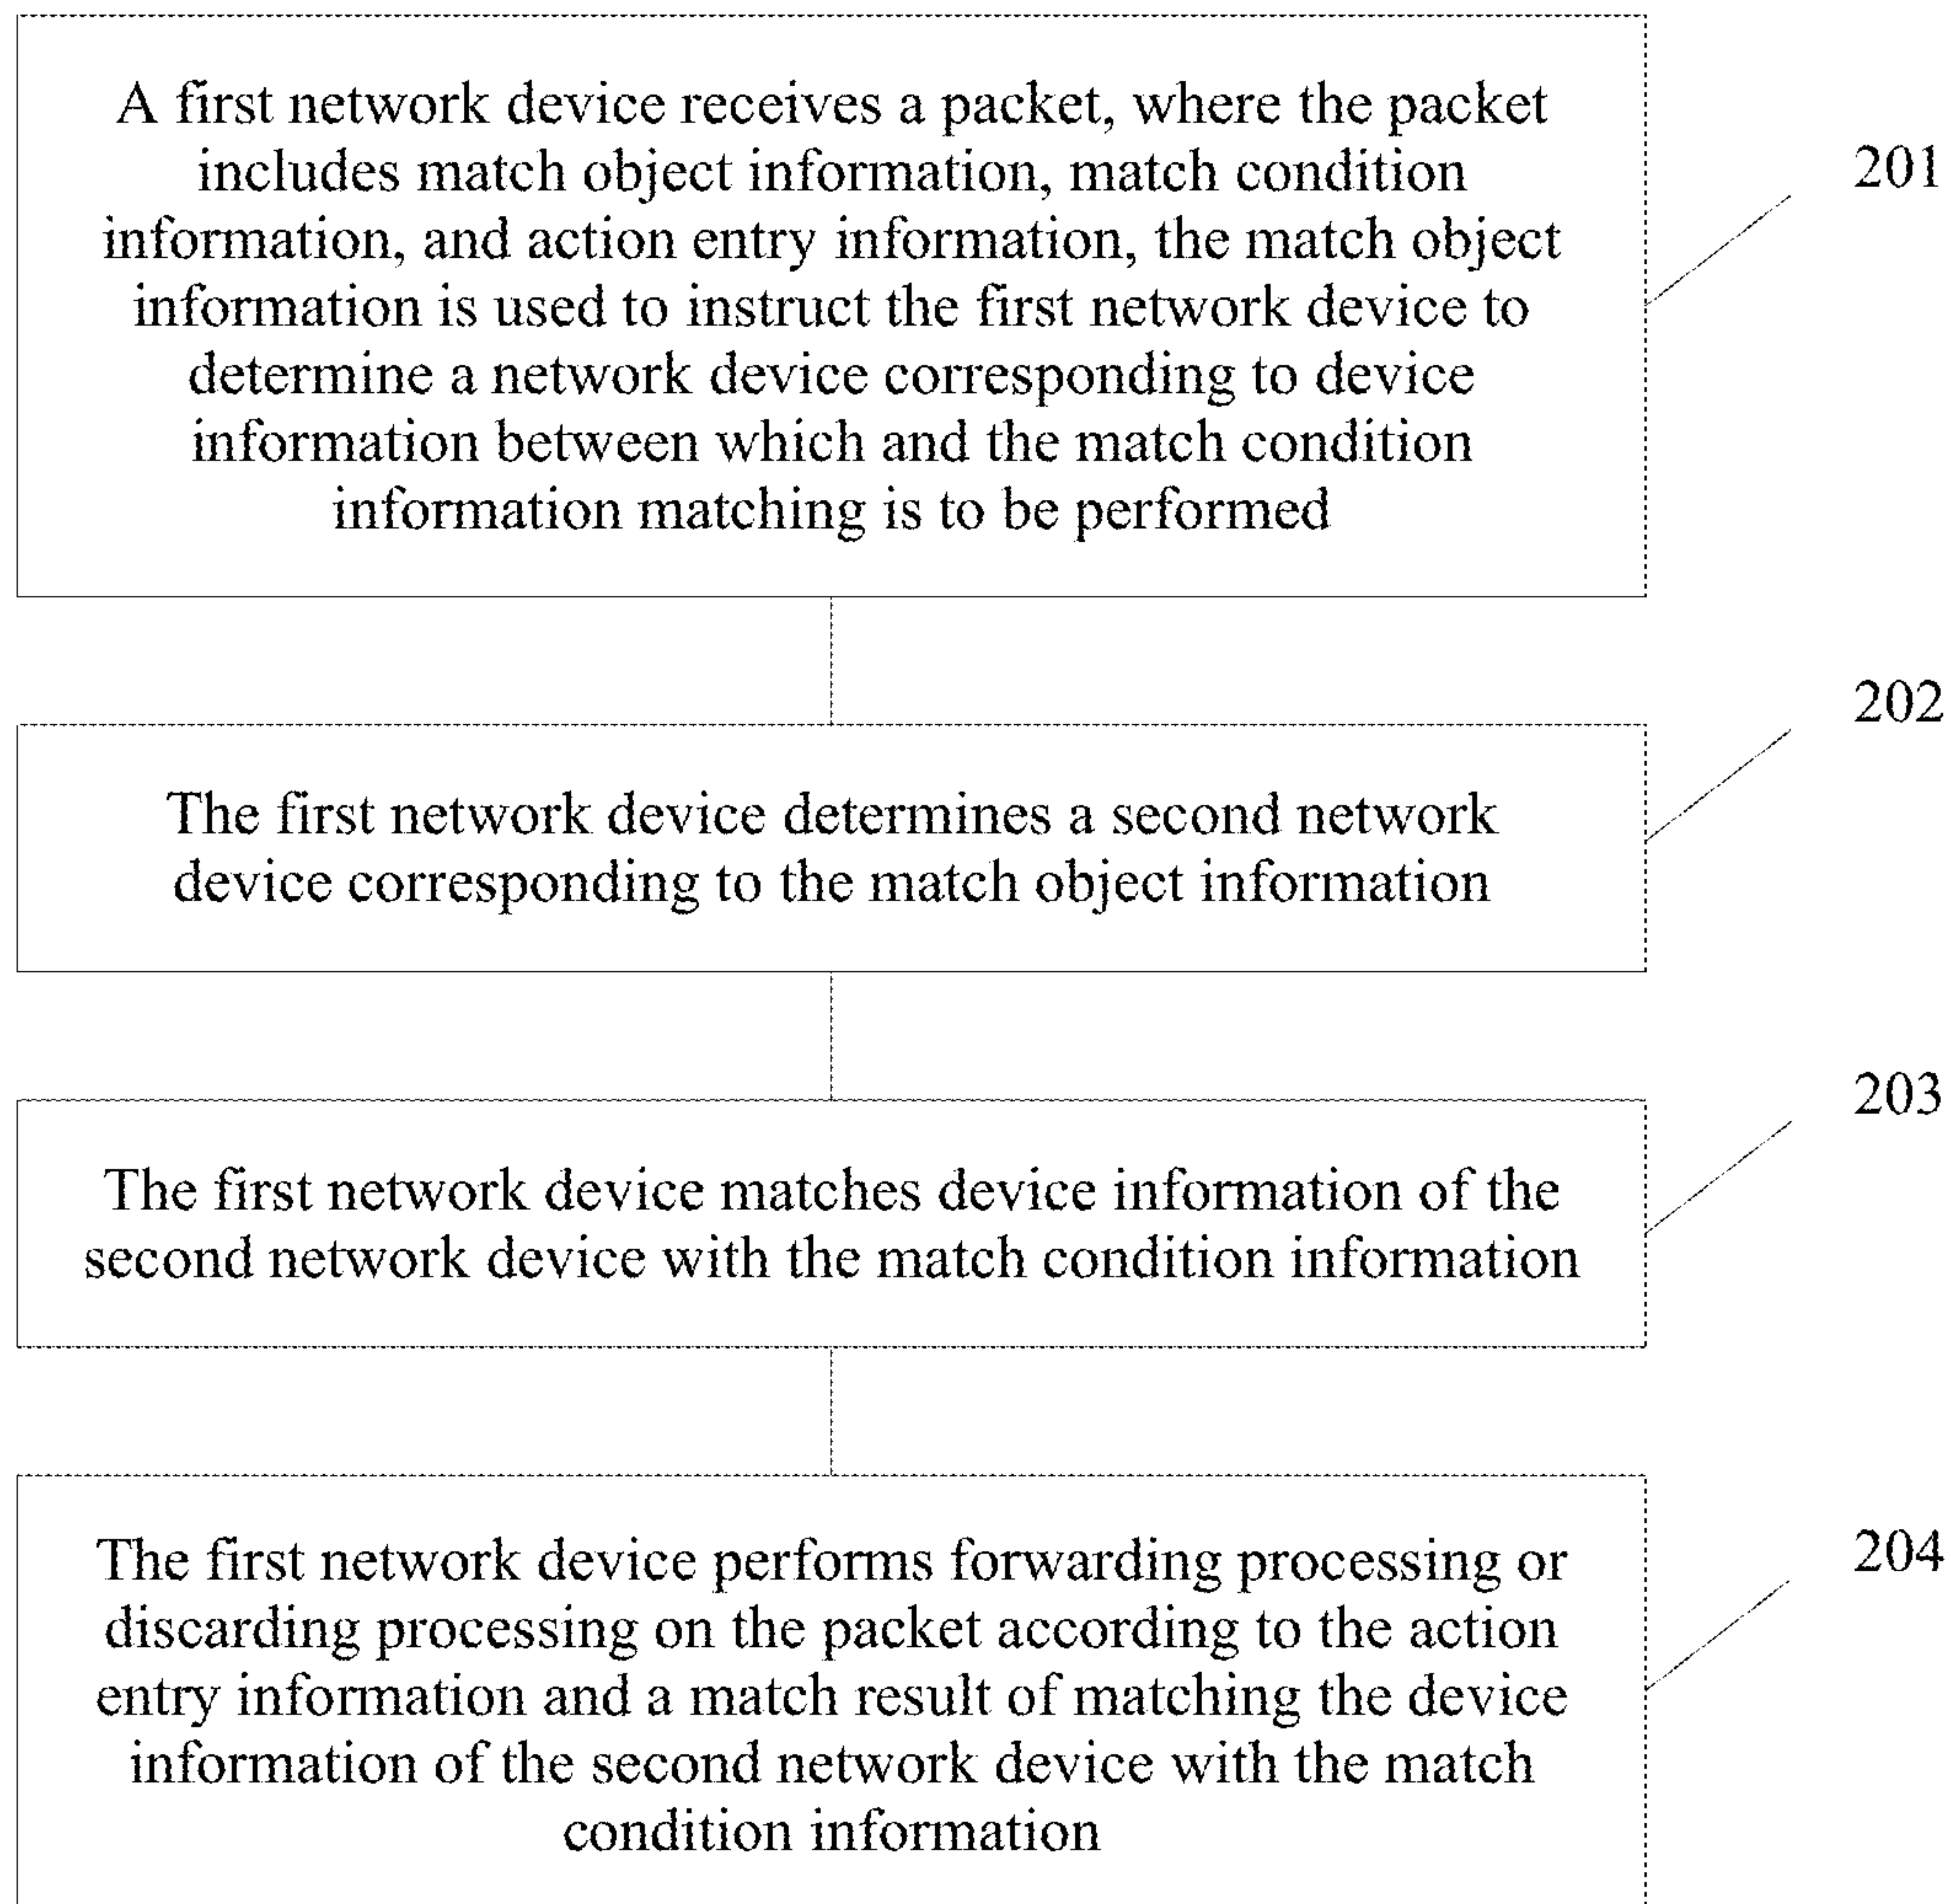 A first network device receives a packet, where the packet
includes match object information, match condition
information, and action entry information, the match object
information is used to instruct the first network device to
determine a network device corresponding to device
information between which and the match condition
information matching is to be performed
201
The first network device determines a second network
device corresponding to the match object information
202
The first network device matches device information of the
second network device with the match condition information
203
The first network device performs forwarding processing or
discarding processing on the packet according to the action
entry information and a match result of matching the device
information of the second network device with the match
condition information
204